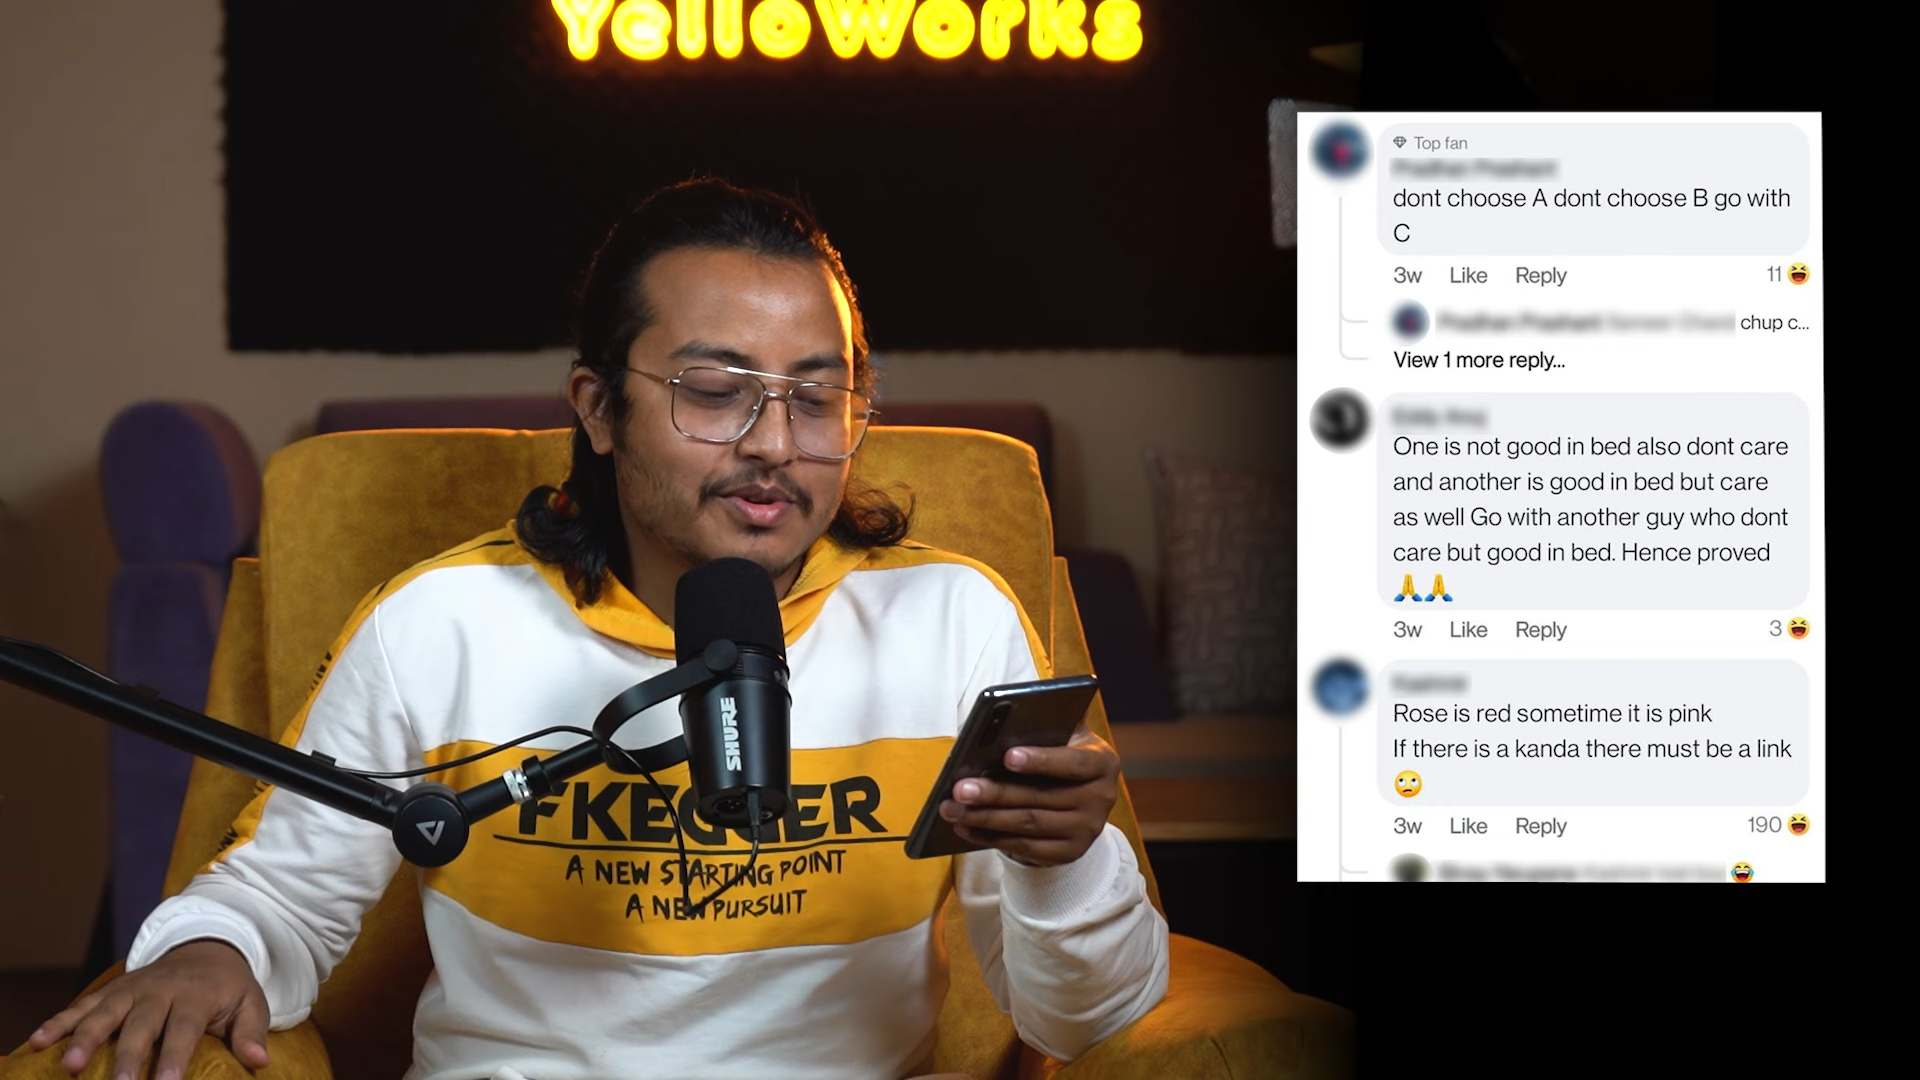 YelloWorks
Top fan
dont choose A dont choose B go with
C
3w Like Reply 11
chup c...
View 1 more reply...
One is not good in bed also dont care
and another is good in bed but care
as well Go with another guy who dont
care but good in bed. Hence proved
🙏🙏
3w Like Reply 3
Rose is red sometime it is pink
If there is a kanda there must be a link
🙄
3w Like Reply 190
SHURE
A NEW STARTING POINT
A NEW PURSUIT